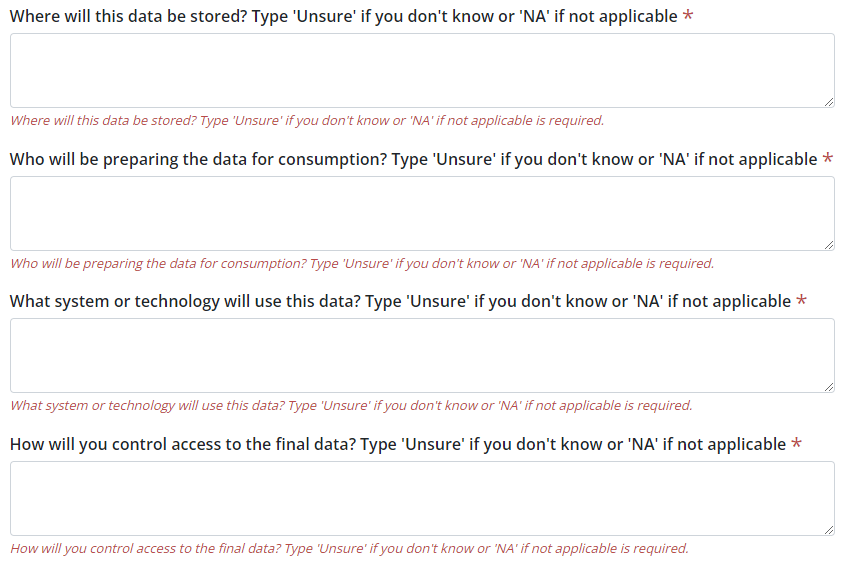 Where will this data be stored? Type 'Unsure' if you don't know or 'NA' if not applicable *
Where will this data be stored? Type 'Unsure' if you don't know or 'NA' if not applicable is required.
Who will be preparing the data for consumption? Type 'Unsure' if you don't know or 'NA' if not applicable *
Who will be preparing the data for consumption? Type 'Unsure' if you don't know or 'NA' if not applicable is required.
What system or technology will use this data? Type 'Unsure' if you don't know or 'NA' if not applicable *
What system or technology will use this data? Type 'Unsure' if you don't know or 'NA' if not applicable is required.
How will you control access to the final data? Type 'Unsure' if you don't know or 'NA' if not applicable *
How will you control access to the final data? Type 'Unsure' if you don't know or 'NA' if not applicable is required.